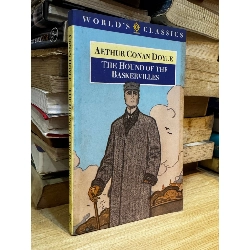 WORLD'S CLASSICS
ARTHUR CONAN DOYLE
THE HOUND OF THE
BASKERVILLES